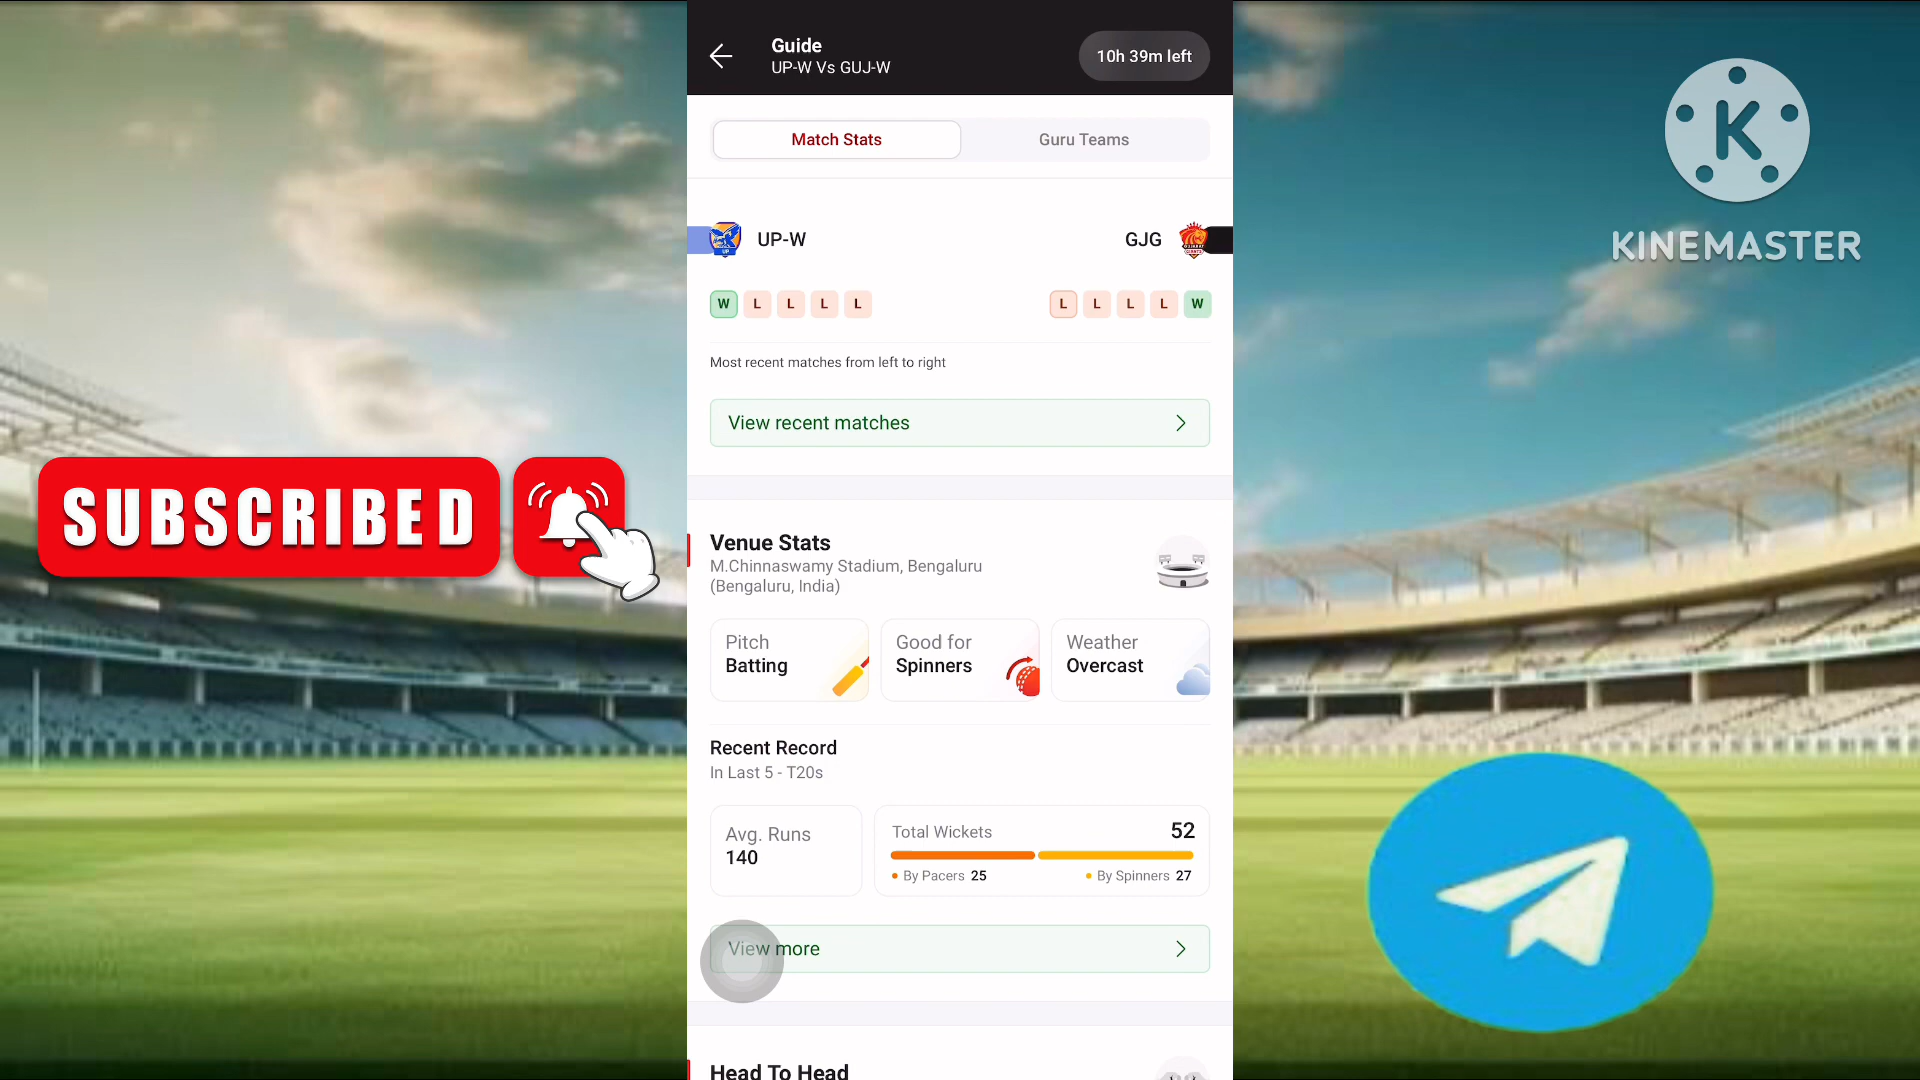 Guide
UP-W Vs GUJ-W
10h 39m left
Match Stats
Guru Teams
UP-W
GJG
W L L L L
L L L L W
Most recent matches from left to right
View recent matches
Venue Stats
M.Chinnaswamy Stadium, Bengaluru
(Bengaluru, India)
Pitch
Batting
Good for
Spinners
Weather
Overcast
Recent Record
In Last 5 - T20s
Avg. Runs
140
Total Wickets 52
By Pacers 25
By Spinners 27
View more
Head To Head
SUBSCRIBED
K
KINEMASTER